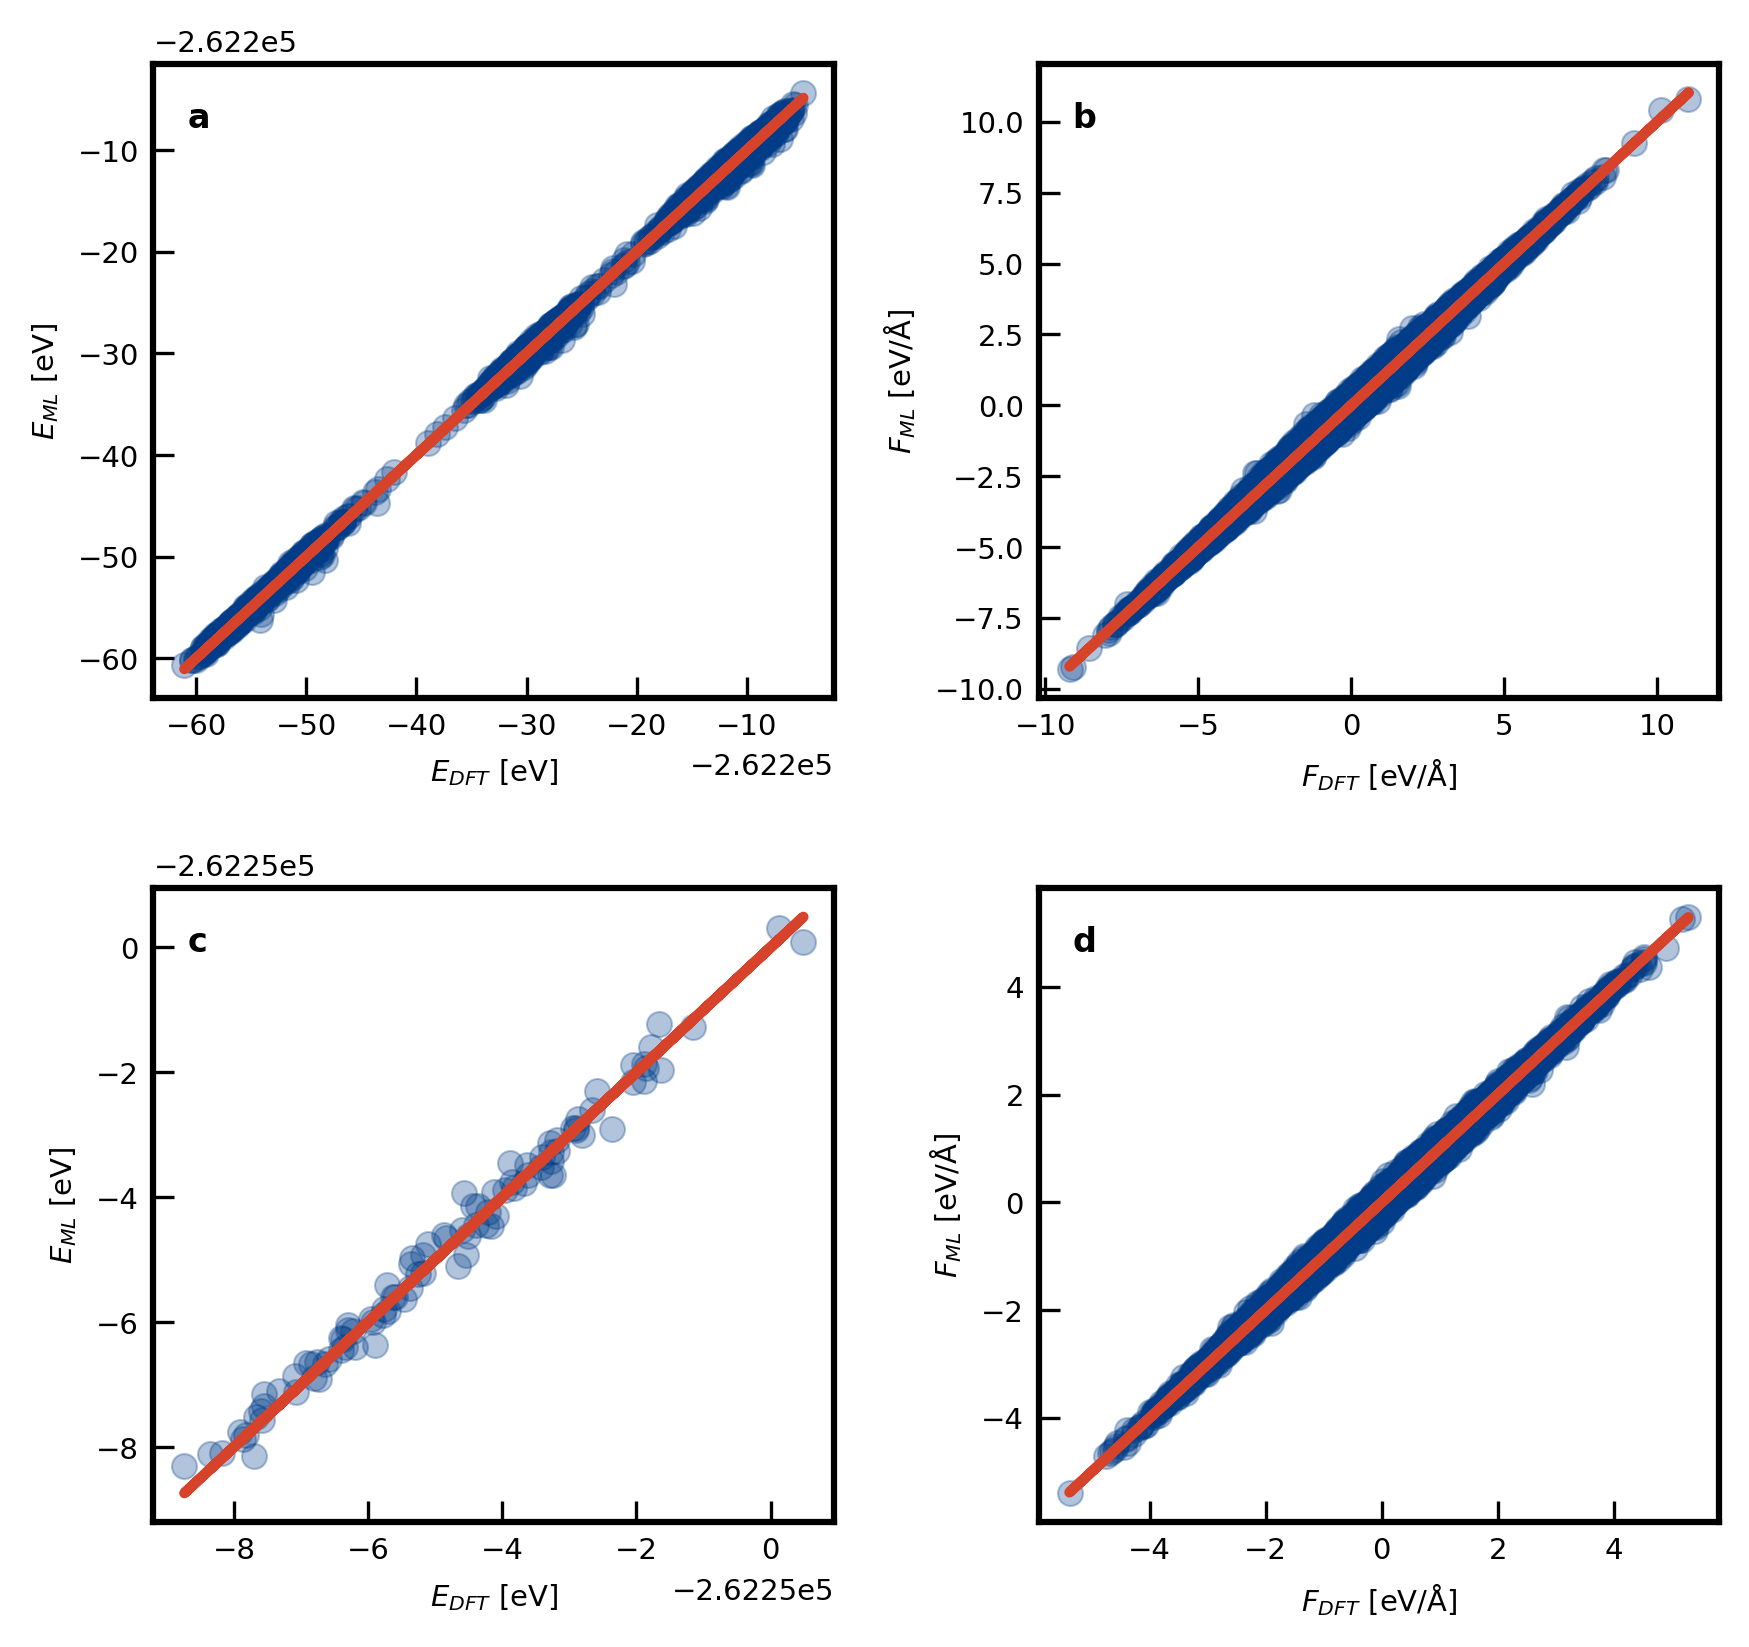 −2.622e5
a
−10
−20
−30
−40
−50
−60
E_ML [eV]
−60 −50 −40 −30 −20 −10
E_DFT [eV]
−2.622e5
b
10.0
7.5
5.0
2.5
0.0
−2.5
−5.0
−7.5
−10.0
F_ML [eV/Å]
−10 −5 0 5 10
F_DFT [eV/Å]
−2.6225e5
c
0
−2
−4
−6
−8
E_ML [eV]
−8 −6 −4 −2 0
E_DFT [eV]
−2.6225e5
d
4
2
0
−2
−4
F_ML [eV/Å]
−4 −2 0 2 4
F_DFT [eV/Å]